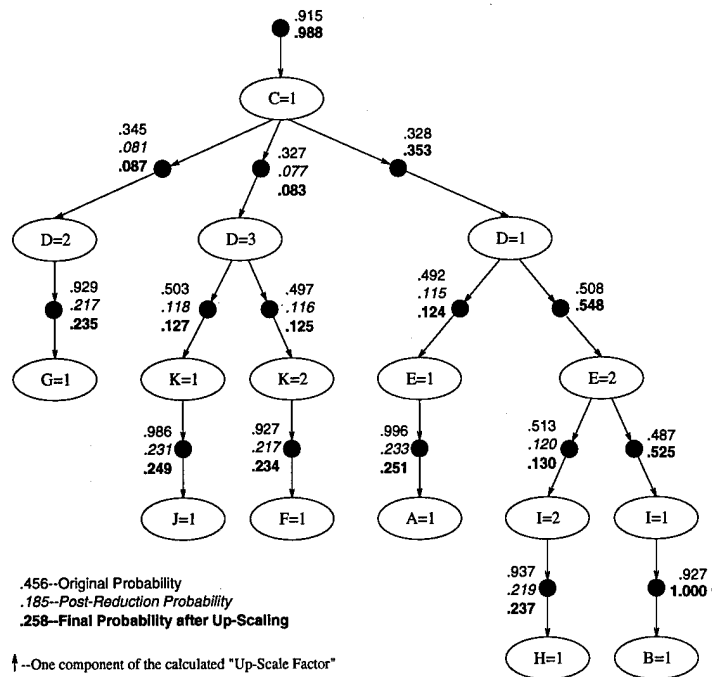 .915
.988
C=1
.345
.081
.087
.327
.077
.083
.328
.353
D=2
D=3
D=1
.929
.217
.235
.503
.118
.127
.497
.116
.125
.492
.115
.124
.508
.548
G=1
K=1
K=2
E=1
E=2
.986
.231
.249
.927
.217
.234
.996
.233
.251
.513
.120
.130
.487
.525
J=1
F=1
A=1
I=2
I=1
.937
.219
.237
.927
1.000
H=1
B=1
.456--Original Probability
.185--Post-Reduction Probability
.258--Final Probability after Up-Scaling
--One component of the calculated "Up-Scale Factor"